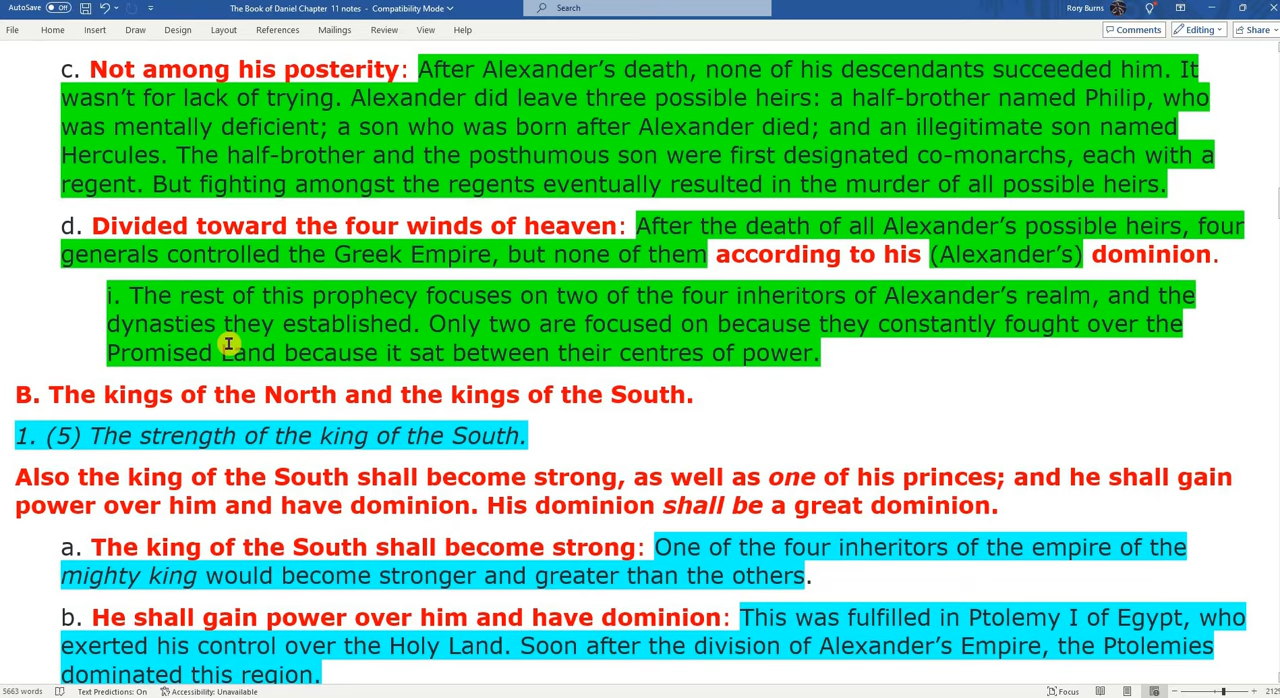 AutoSave Off The Book of Daniel Chapter 11 notes - Compatibility Mode Search Rory Burns
File Home Insert Draw Design Layout References Mailings Review View Help Comments Editing Share
c. Not among his posterity: After Alexander’s death, none of his descendants succeeded him. It
wasn’t for lack of trying. Alexander did leave three possible heirs: a half-brother named Philip, who
was mentally deficient; a son who was born after Alexander died; and an illegitimate son named
Hercules. The half-brother and the posthumous son were first designated co-monarchs, each with a
regent. But fighting amongst the regents eventually resulted in the murder of all possible heirs.
d. Divided toward the four winds of heaven: After the death of all Alexander’s possible heirs, four
generals controlled the Greek Empire, but none of them according to his (Alexander’s) dominion.
i. The rest of this prophecy focuses on two of the four inheritors of Alexander’s realm, and the
dynasties they established. Only two are focused on because they constantly fought over the
Promised Land because it sat between their centres of power.
B. The kings of the North and the kings of the South.
1. (5) The strength of the king of the South.
Also the king of the South shall become strong, as well as one of his princes; and he shall gain
power over him and have dominion. His dominion shall be a great dominion.
a. The king of the South shall become strong: One of the four inheritors of the empire of the
mighty king would become stronger and greater than the others.
b. He shall gain power over him and have dominion: This was fulfilled in Ptolemy I of Egypt, who
exerted his control over the Holy Land. Soon after the division of Alexander’s Empire, the Ptolemies
dominated this region.
5663 words Text Predictions: On Accessibility: Unavailable Focus